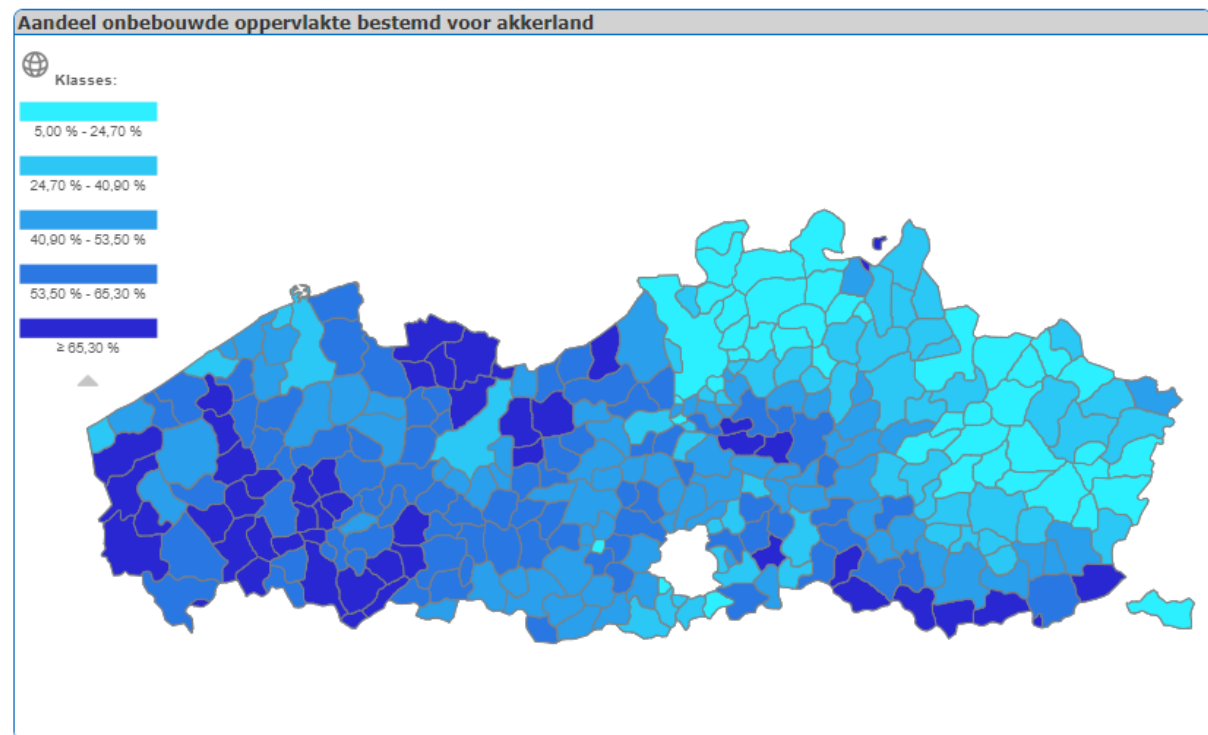 Aandeel onbebouwde oppervlakte bestemd voor akkerland
Klasses:
5,00 % - 24,70 %
24,70 % - 40,90 %
40,90 % - 53,50 %
53,50 % - 65,30 %
≥ 65,30 %